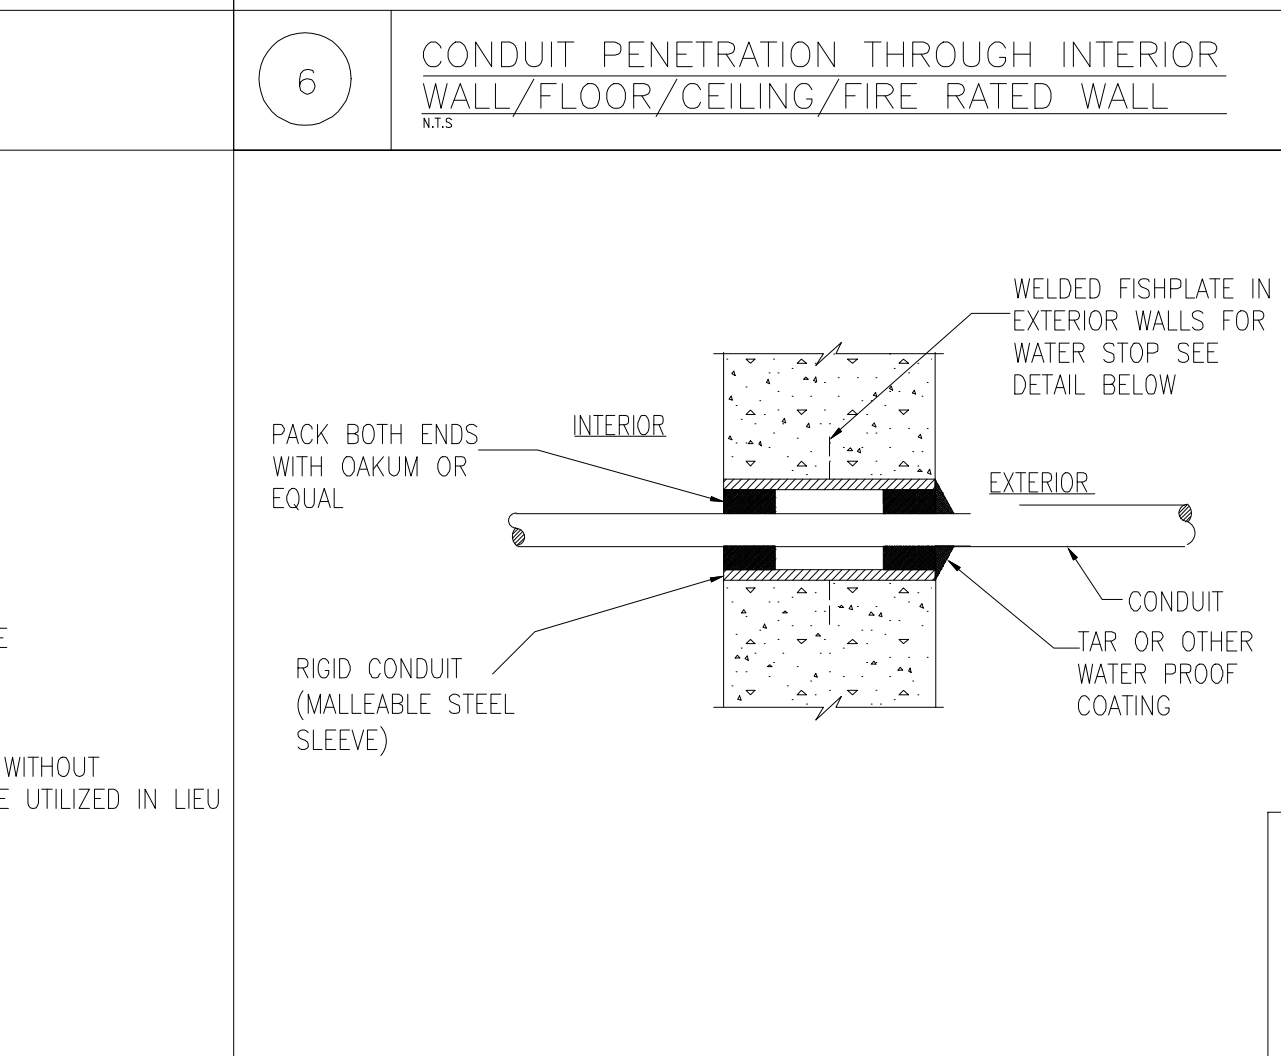 6
CONDUIT PENETRATION THROUGH INTERIOR
WALL/FLOOR/CEILING/FIRE RATED WALL
N.T.S
WELDED FISHPLATE IN
EXTERIOR WALLS FOR
WATER STOP SEE
DETAIL BELOW
INTERIOR
PACK BOTH ENDS
WITH OAKUM OR
EQUAL
EXTERIOR
CONDUIT
TAR OR OTHER
WATER PROOF
COATING
RIGID CONDUIT
(MALLEABLE STEEL
SLEEVE)
E
WITHOUT
E UTILIZED IN LIEU